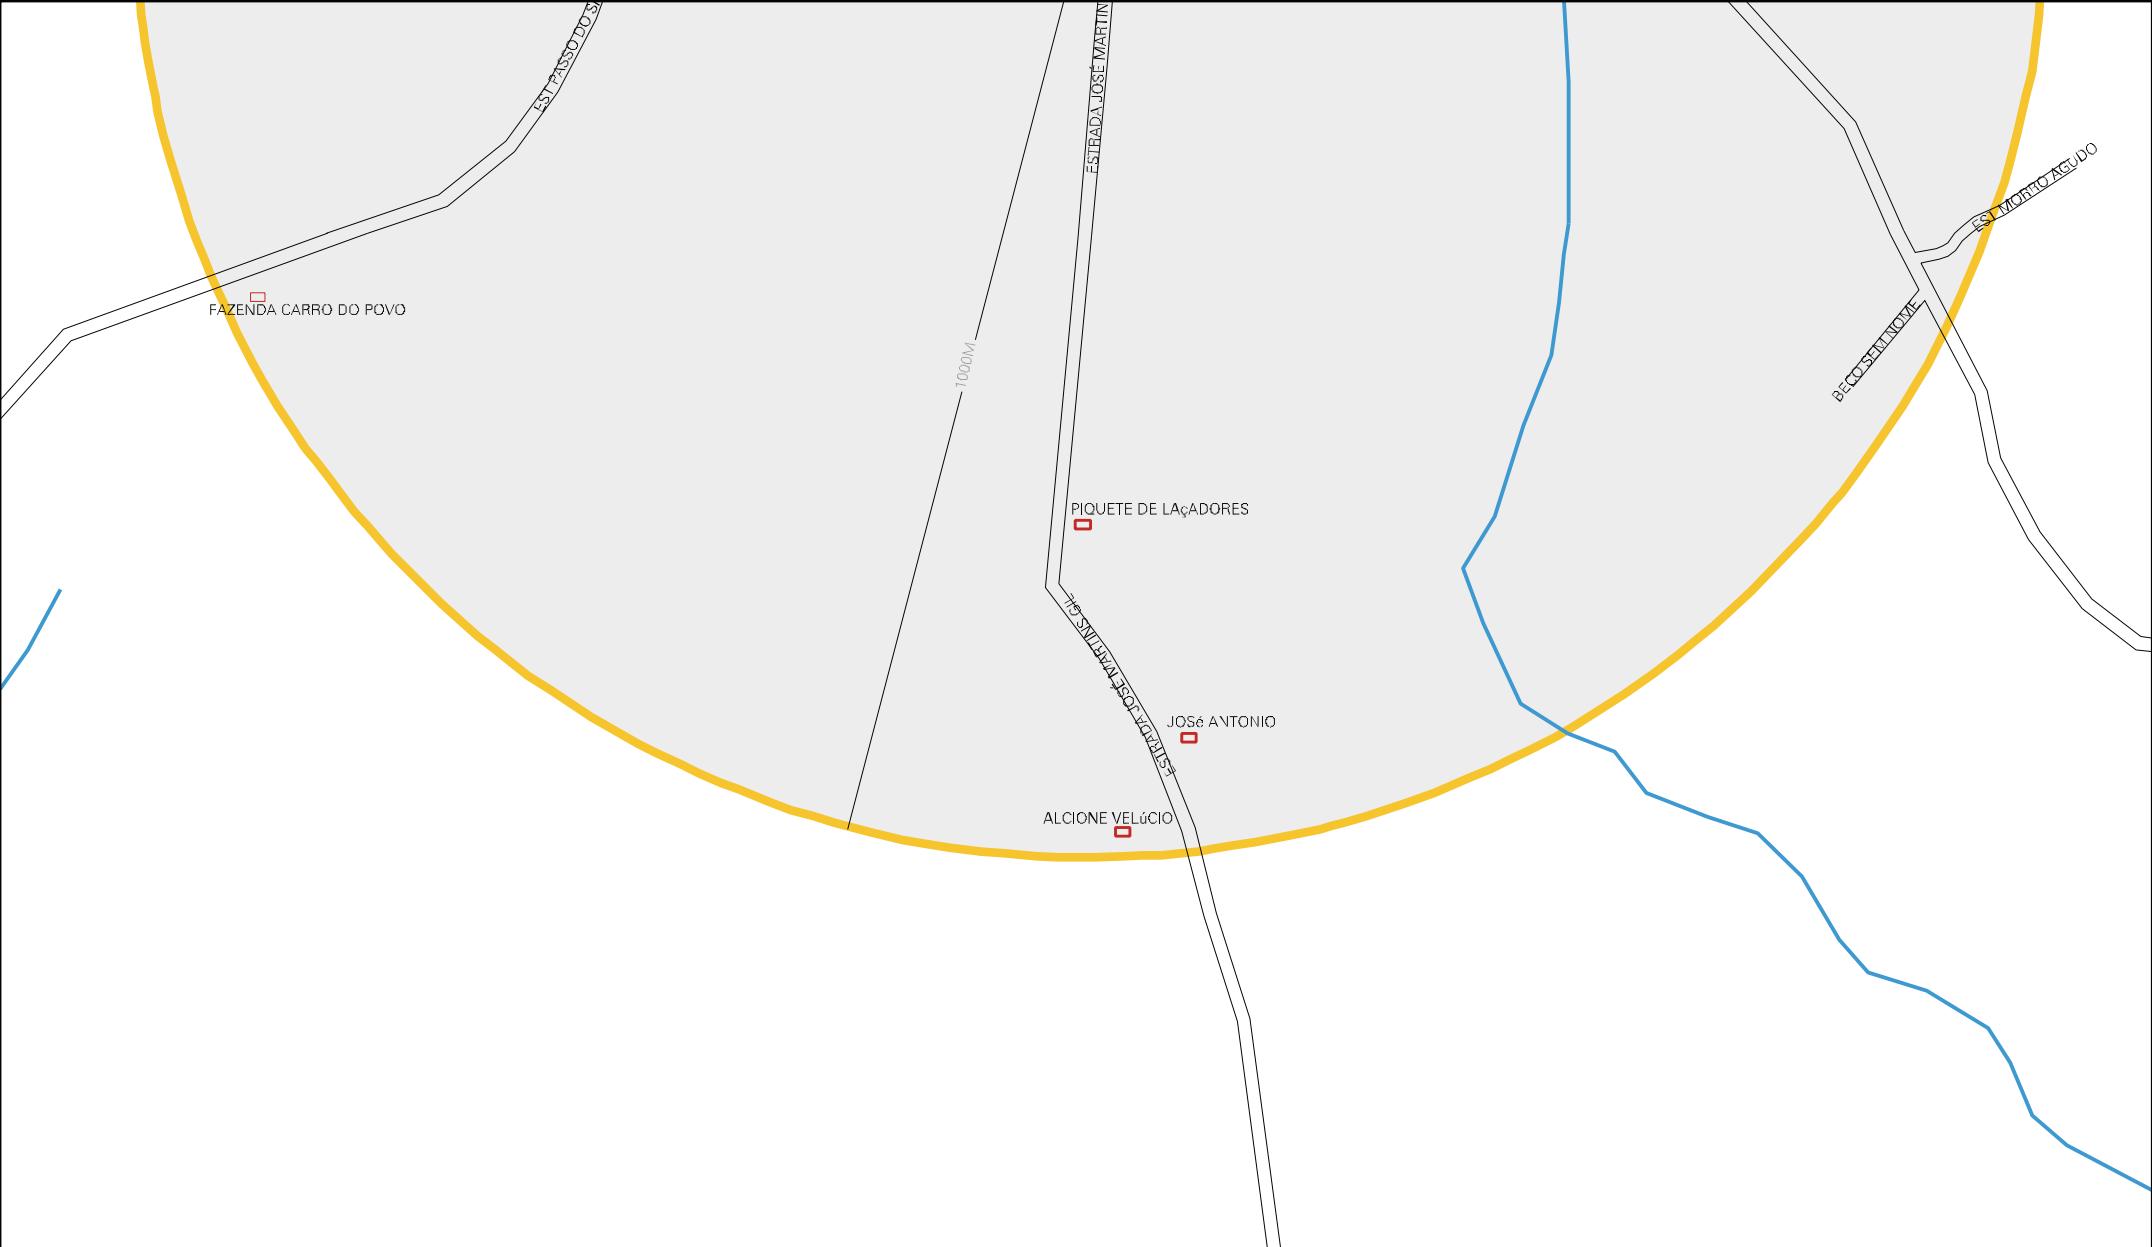 EST PASSO DO
ESTRADA JOSÉ MARTIN
EST MORRO AGUDO
FAZENDA CARRO DO POVO
BECO SEM NOME
1000M
PIQUETE DE LAçADORES
ESTRADA JOSÉ MARTINS GIL
JOSé ANTONIO
ALCIONE VELúCIO